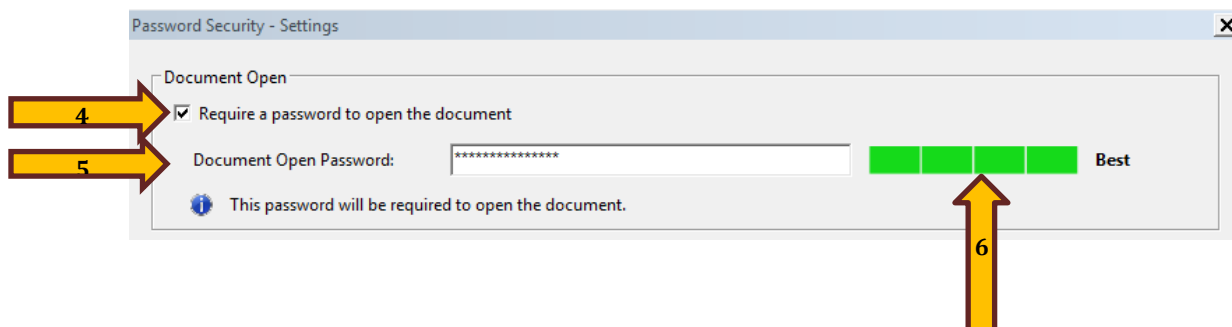 Password Security - Settings
Document Open
4
Require a password to open the document
5
Document Open Password: *************** Best
This password will be required to open the document.
6